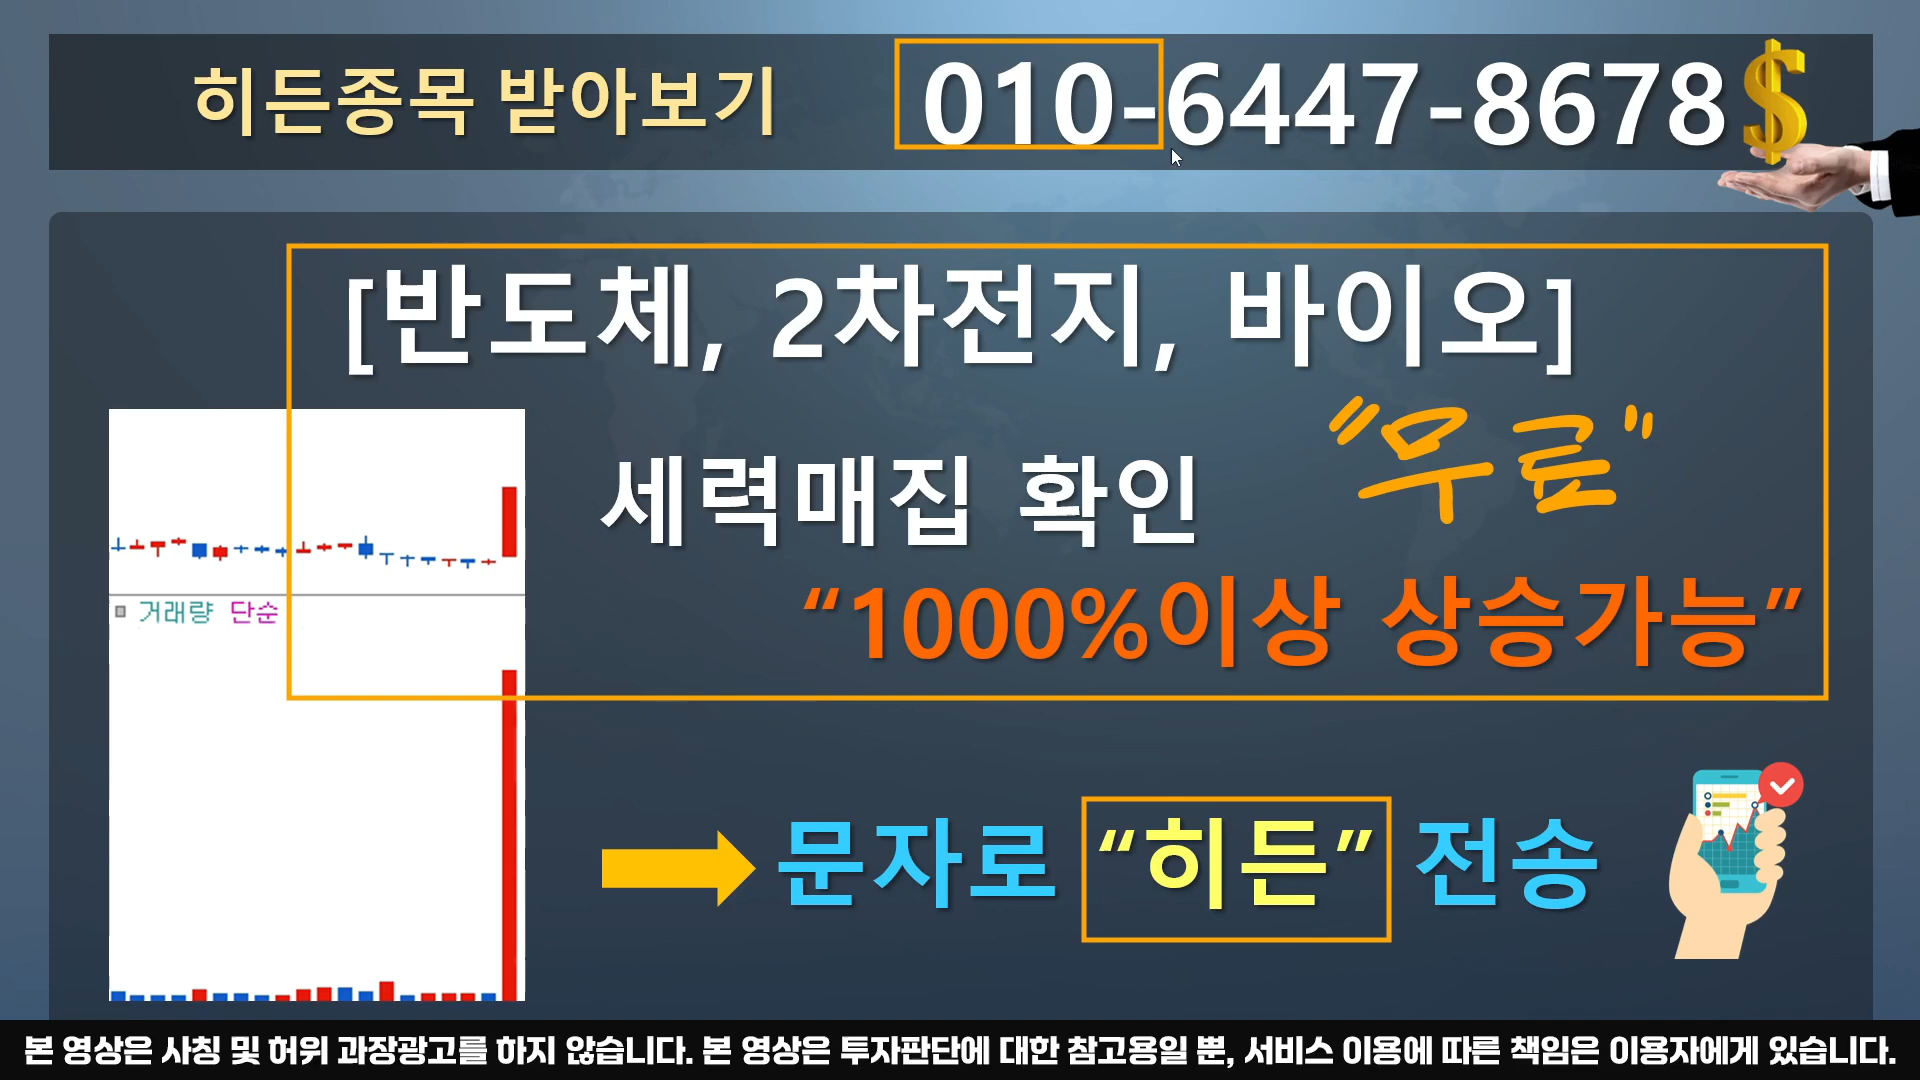 히든종목 받아보기
010-6447-8678
[반도체, 2차전지, 바이오]
세력매집 확인
"무료"
“1000%이상 상승가능”
거래량 단순
문자로 “히든” 전송
본 영상은 사칭 및 허위 과장광고를 하지 않습니다. 본 영상은 투자판단에 대한 참고용일 뿐, 서비스 이용에 따른 책임은 이용자에게 있습니다.